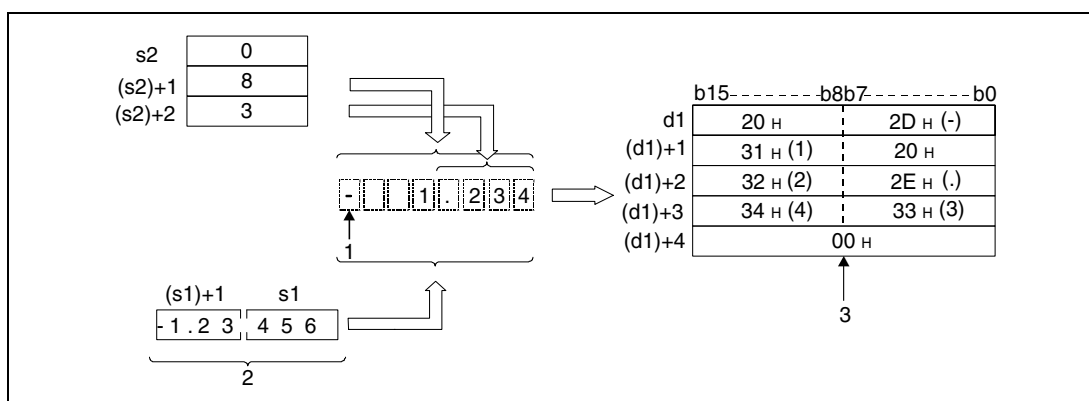 s2 0
(s2)+1 8
(s2)+2 3
b15 b8b7 b0
d1 20 H 2D H (-)
(d1)+1 31 H (1) 20 H
(d1)+2 32 H (2) 2E H (.)
(d1)+3 34 H (4) 33 H (3)
(d1)+4 00 H
- 1 . 2 3 4
1
3
(s1)+1 s1
-1.2 3 4 5 6
2